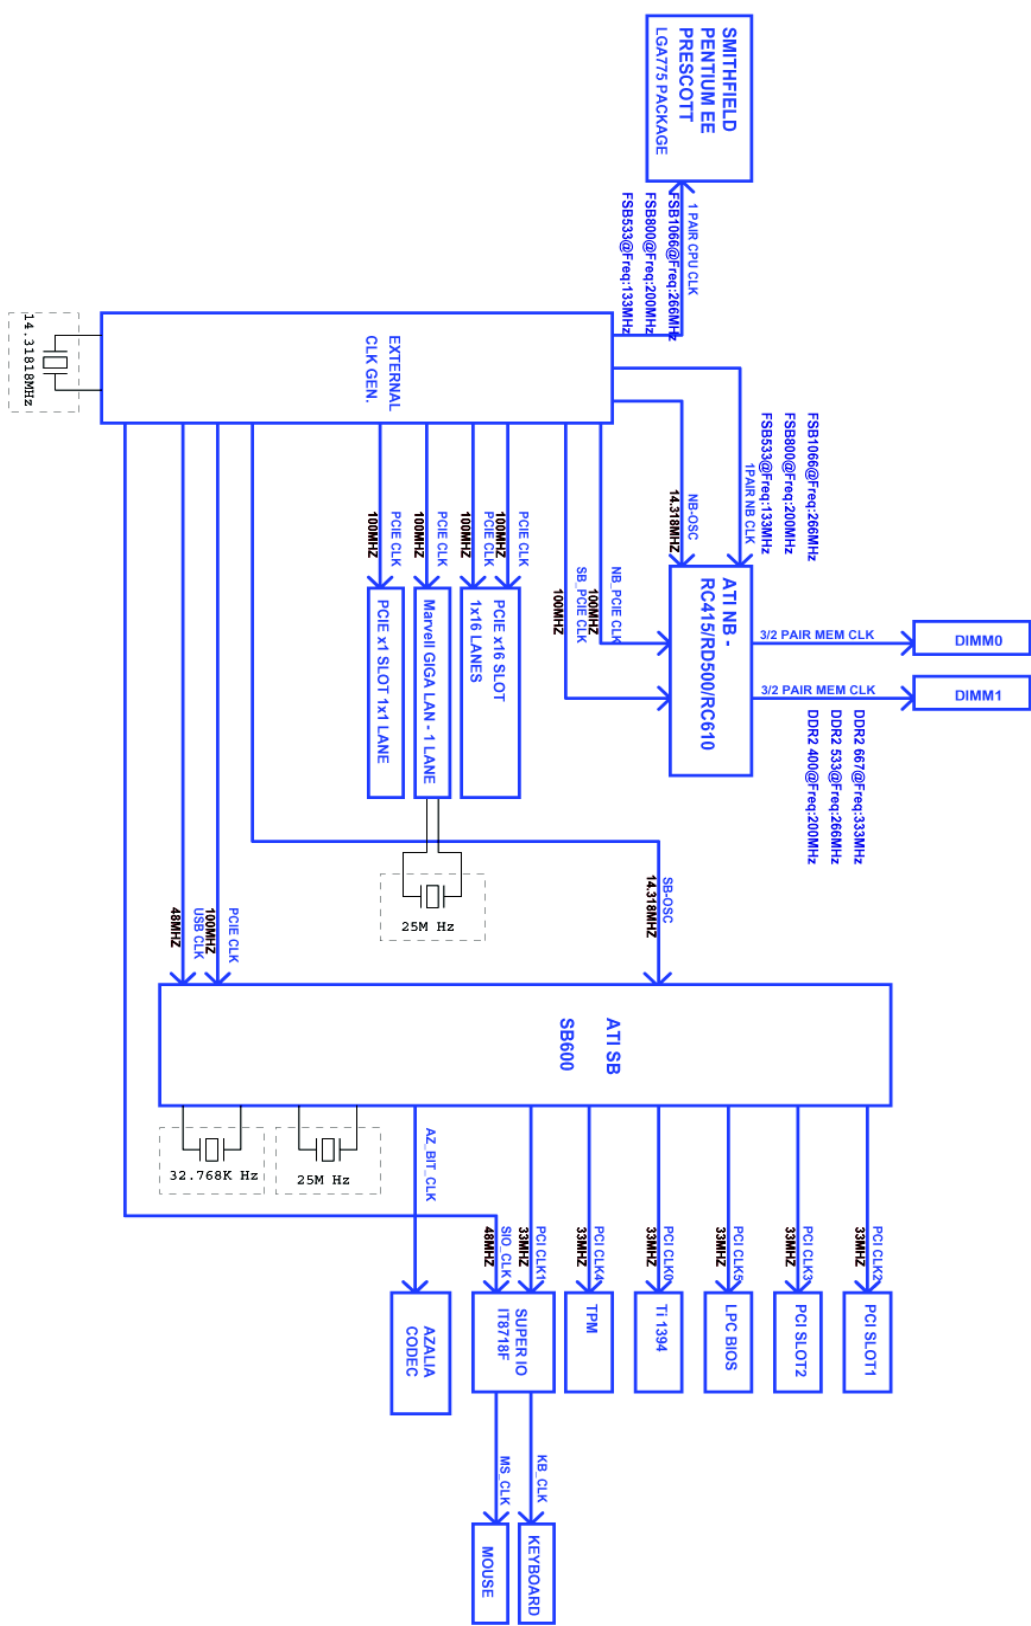 SMITHFIELD
PENTIUM EE
PRESCOTT
LGA775 PACKAGE
1 PAIR CPU CLK
FSB1066@Freq:266MHz
FSB800@Freq:200MHz
FSB533@Freq:133MHz
14.31818MHz
EXTERNAL
CLK GEN.
FSB1066@Freq:266MHz
FSB800@Freq:200MHz
FSB533@Freq:133MHz
1PAIR NB CLK
NB-OSC
14.318MHZ
ATI NB -
RC415/RD500/RC610
3/2 PAIR MEM CLK
DIMM0
3/2 PAIR MEM CLK
DIMM1
DDR2 667@Freq:333MHz
DDR2 533@Freq:266MHz
DDR2 400@Freq:200MHz
NB_PCIE CLK
100MHZ
SB_PCIE CLK
100MHZ
PCIE CLK
100MHZ
PCIE CLK
100MHZ
PCIE CLK
100MHZ
PCIE CLK
100MHZ
PCIE x16 SLOT
1x16 LANES
Marvell GIGA LAN - 1 LANE
PCIE x1 SLOT 1x1 LANE
25M Hz
SB-OSC
14.318MHZ
PCIE CLK
100MHZ
USB CLK
48MHZ
ATI SB
SB600
32.768K Hz
25M Hz
AZ_BIT_CLK
PCI CLK2
33MHZ
PCI SLOT1
PCI CLK3
33MHZ
PCI SLOT2
PCI CLK5
33MHZ
LPC BIOS
PCI CLK0
33MHZ
Ti 1394
PCI CLK4
33MHZ
TPM
PCI CLK1
33MHZ
SIO_CLK
48MHZ
SUPER IO
IT8718F
AZALIA
CODEC
KB_CLK
KEYBOARD
MS_CLK
MOUSE